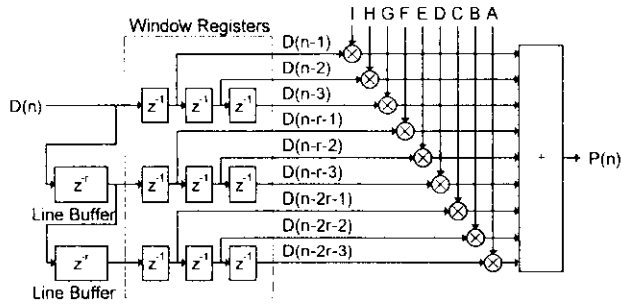 I H G F E D C B A
Window Registers
D(n-1)
D(n-2)
D(n) z⁻¹ z⁻¹ z⁻¹ D(n-3)
D(n-r-1)
+ P(n)
D(n-r-2)
z⁻ʳ z⁻¹ z⁻¹ z⁻¹ D(n-r-3)
Line Buffer
D(n-2r-1)
D(n-2r-2)
z⁻ʳ z⁻¹ z⁻¹ z⁻¹ D(n-2r-3)
Line Buffer